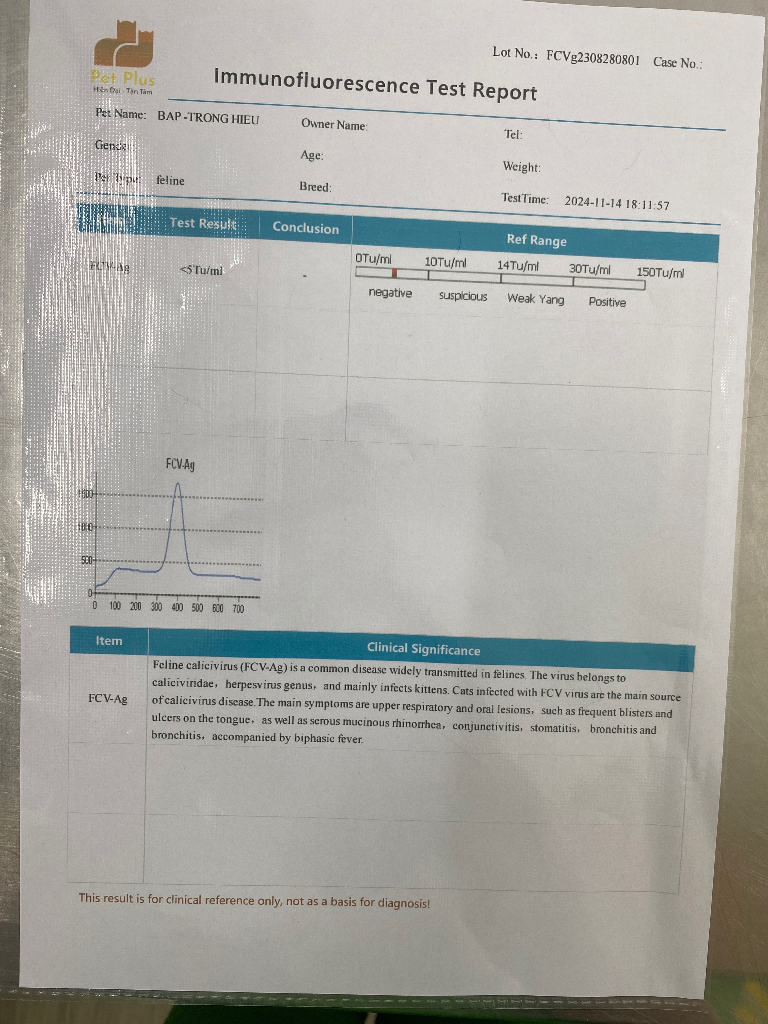 Pet Plus
Hiện Đại - Tận Tâm
Lot No.: FCVg2308280801 Case No.:
Immunofluorescence Test Report
Pet Name: BAP -TRONG HIEU Owner Name: Tel:
Gender: Age: Weight:
Pet Type: feline Breed: TestTime: 2024-11-14 18:11:57
Test Result Conclusion Ref Range
FCV-Ag <5Tu/ml -
0Tu/ml 10Tu/ml 14Tu/ml 30Tu/ml 150Tu/ml
negative suspicious Weak Yang Positive
FCV-Ag
1500
1000
500
0
0 100 200 300 400 500 600 700
Item Clinical Significance
FCV-Ag
Feline calicivirus (FCV-Ag) is a common disease widely transmitted in felines. The virus belongs to
caliciviridae, herpesvirus genus, and mainly infects kittens. Cats infected with FCV virus are the main source
of calicivirus disease.The main symptoms are upper respiratory and oral lesions, such as frequent blisters and
ulcers on the tongue, as well as serous mucinous rhinorrhea, conjunctivitis, stomatitis, bronchitis and
bronchitis, accompanied by biphasic fever.
This result is for clinical reference only, not as a basis for diagnosis!